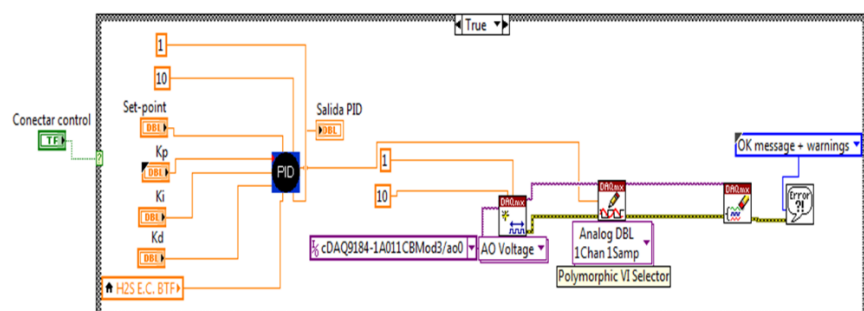 True
1
10
Set-point
DBL
Conectar control
TF
?
Kp
DBL
Ki
DBL
Kd
DBL
H2S E.C. BTF
PID
Salida PID
DBL
1
10
I/O cDAQ9184-1A011CBMod3/ao0
DAQmx
AO Voltage
DAQmx
Analog DBL
1Chan 1Samp
Polymorphic VI Selector
DAQmx
OK message + warnings
Error
?!